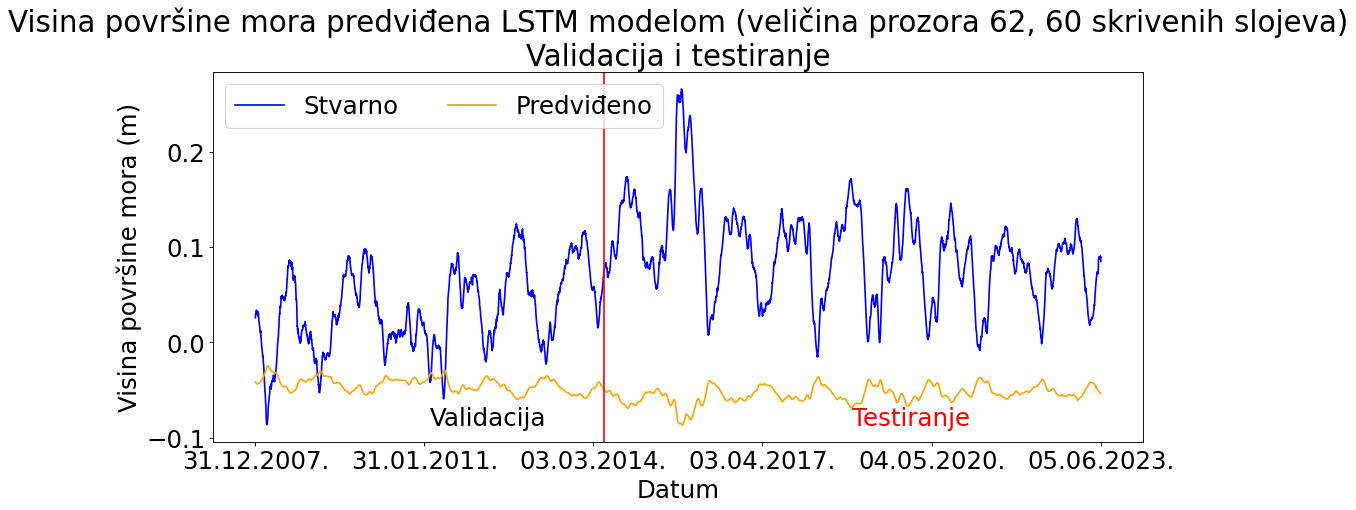 Visina površine mora predviđena LSTM modelom (veličina prozora 62, 60 skrivenih slojeva)
Validacija i testiranje
Stvarno Predviđeno
Visina površine mora (m)
0.2
0.1
0.0
−0.1
Validacija Testiranje
31.12.2007. 31.01.2011. 03.03.2014. 03.04.2017. 04.05.2020. 05.06.2023.
Datum